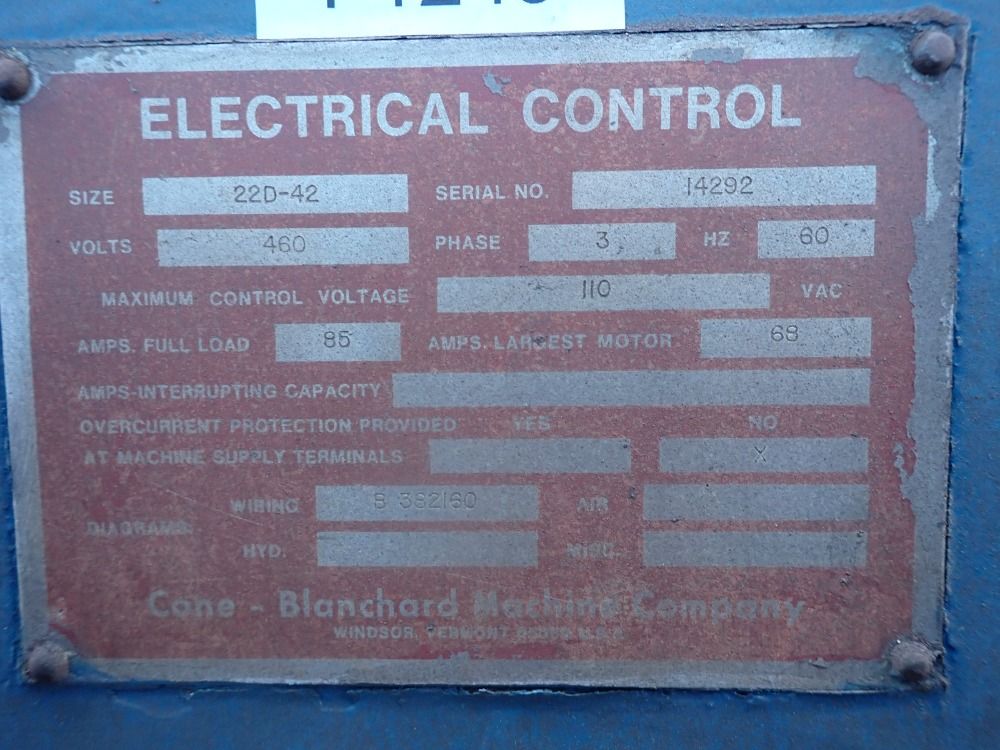 ELECTRICAL CONTROL
SIZE 22D-42 SERIAL NO. 14292
VOLTS 460 PHASE 3 HZ 60
MAXIMUM CONTROL VOLTAGE 110 VAC
AMPS. FULL LOAD 85 AMPS. LARGEST MOTOR 68
AMPS-INTERRUPTING CAPACITY
OVERCURRENT PROTECTION PROVIDED YES NO
AT MACHINE SUPPLY TERMINALS X
WIRING AIR
DIAGRAMS
HYD. MISC.
Cone - Blanchard Machine Company
WINDSOR, VERMONT